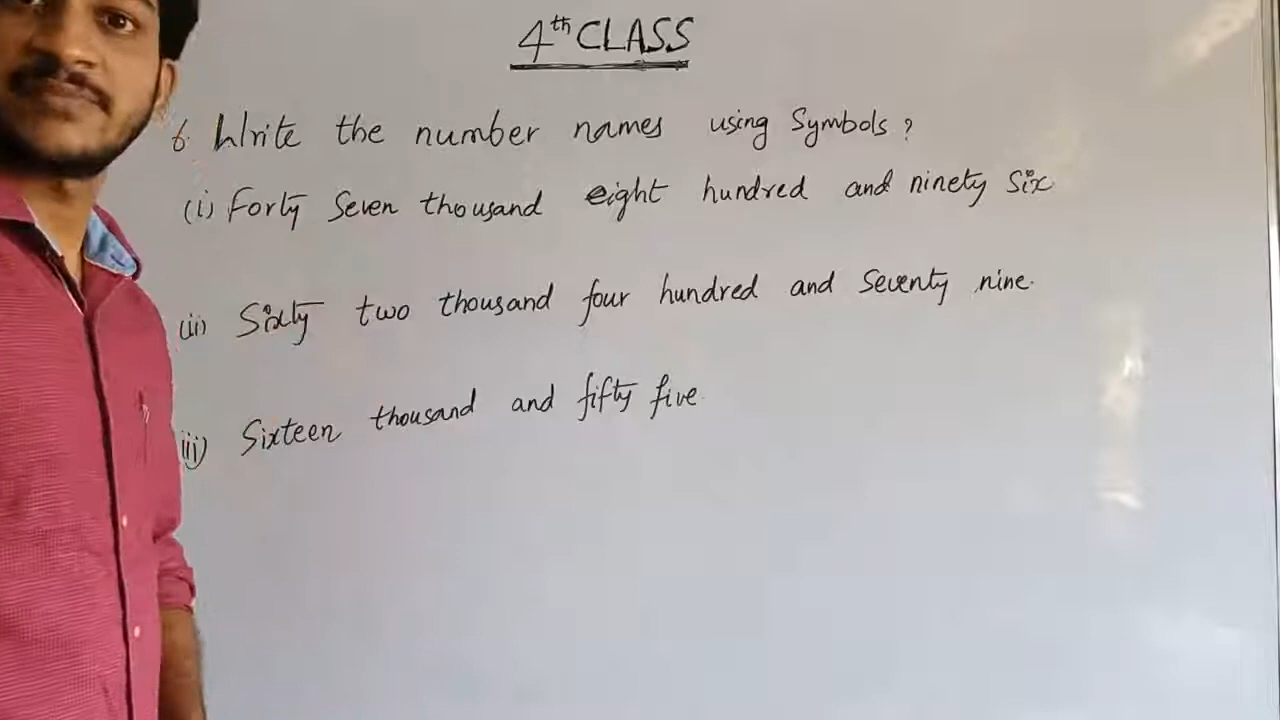 4th CLASS
6. Write the number names using Symbols ?
(i) Forty Seven thousand eight hundred and ninety Six
(ii) Sixty two thousand four hundred and Seventy nine.
iii) Sixteen thousand and fifty five.